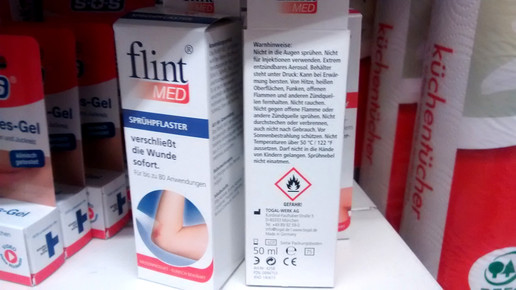 S·O·S
MED
flint®
MED
SPRÜHPFLASTER
verschließt
die Wunde
sofort.
Für bis zu 80 Anwendungen
Warnhinweise:
Nicht in die Augen sprühen. Nicht
für Injektionen verwenden. Extrem
entzündbares Aerosol. Behälter
steht unter Druck: Kann bei Erwär-
mung bersten. Von Hitze, heißen
Oberflächen, Funken, offenen
Flammen und anderen Zündquel-
len fernhalten. Nicht rauchen.
Nicht gegen offene Flamme oder
andere Zündquelle sprühen. Nicht
durchstechen oder verbrennen,
auch nicht nach Gebrauch. Vor
Sonnenbestrahlung schützen. Nicht
Temperaturen über 50 °C / 122 °F
aussetzen. Darf nicht in die Hände
von Kindern gelangen. Sprühnebel
nicht einatmen.
GEFAHR!
TOGAL-WERK AG
Made in Germany
50 ml
CE
es-Gel
s-Gel
küchentücher
küchen